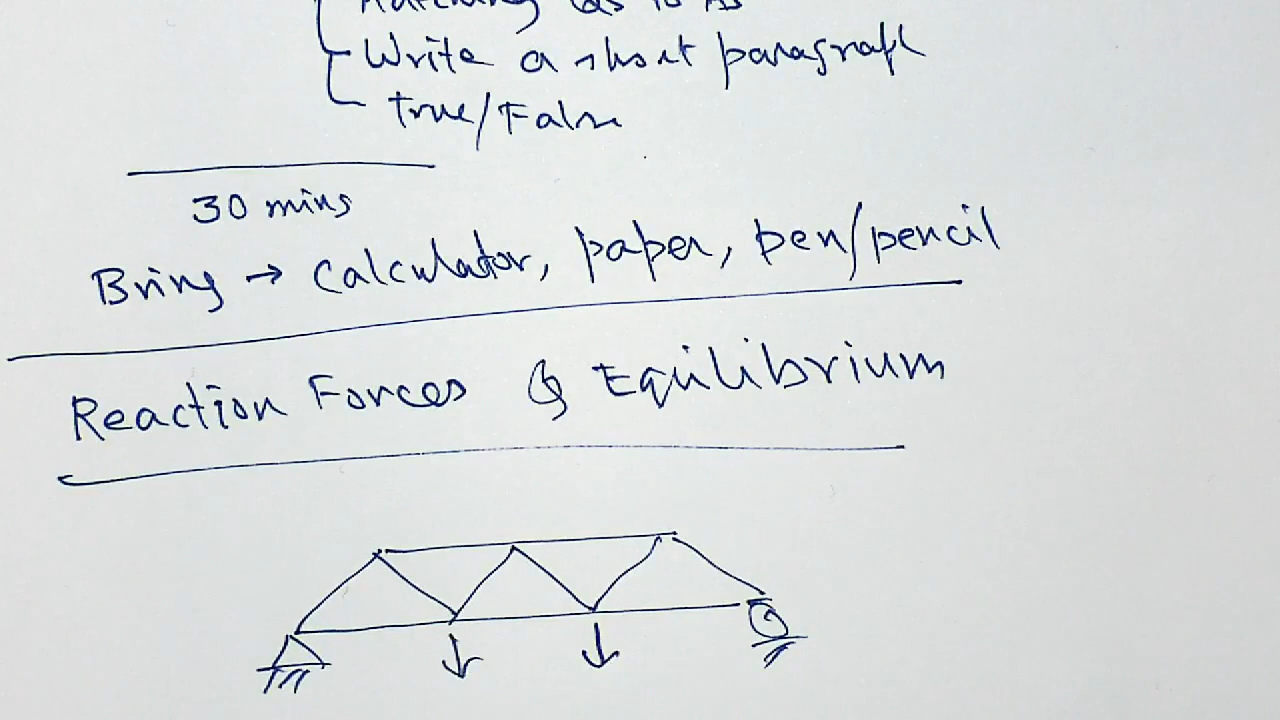 Write a short paragraph
True/False
30 mins
Bring → Calculator, paper, pen/pencil
Reaction Forces & Equilibrium